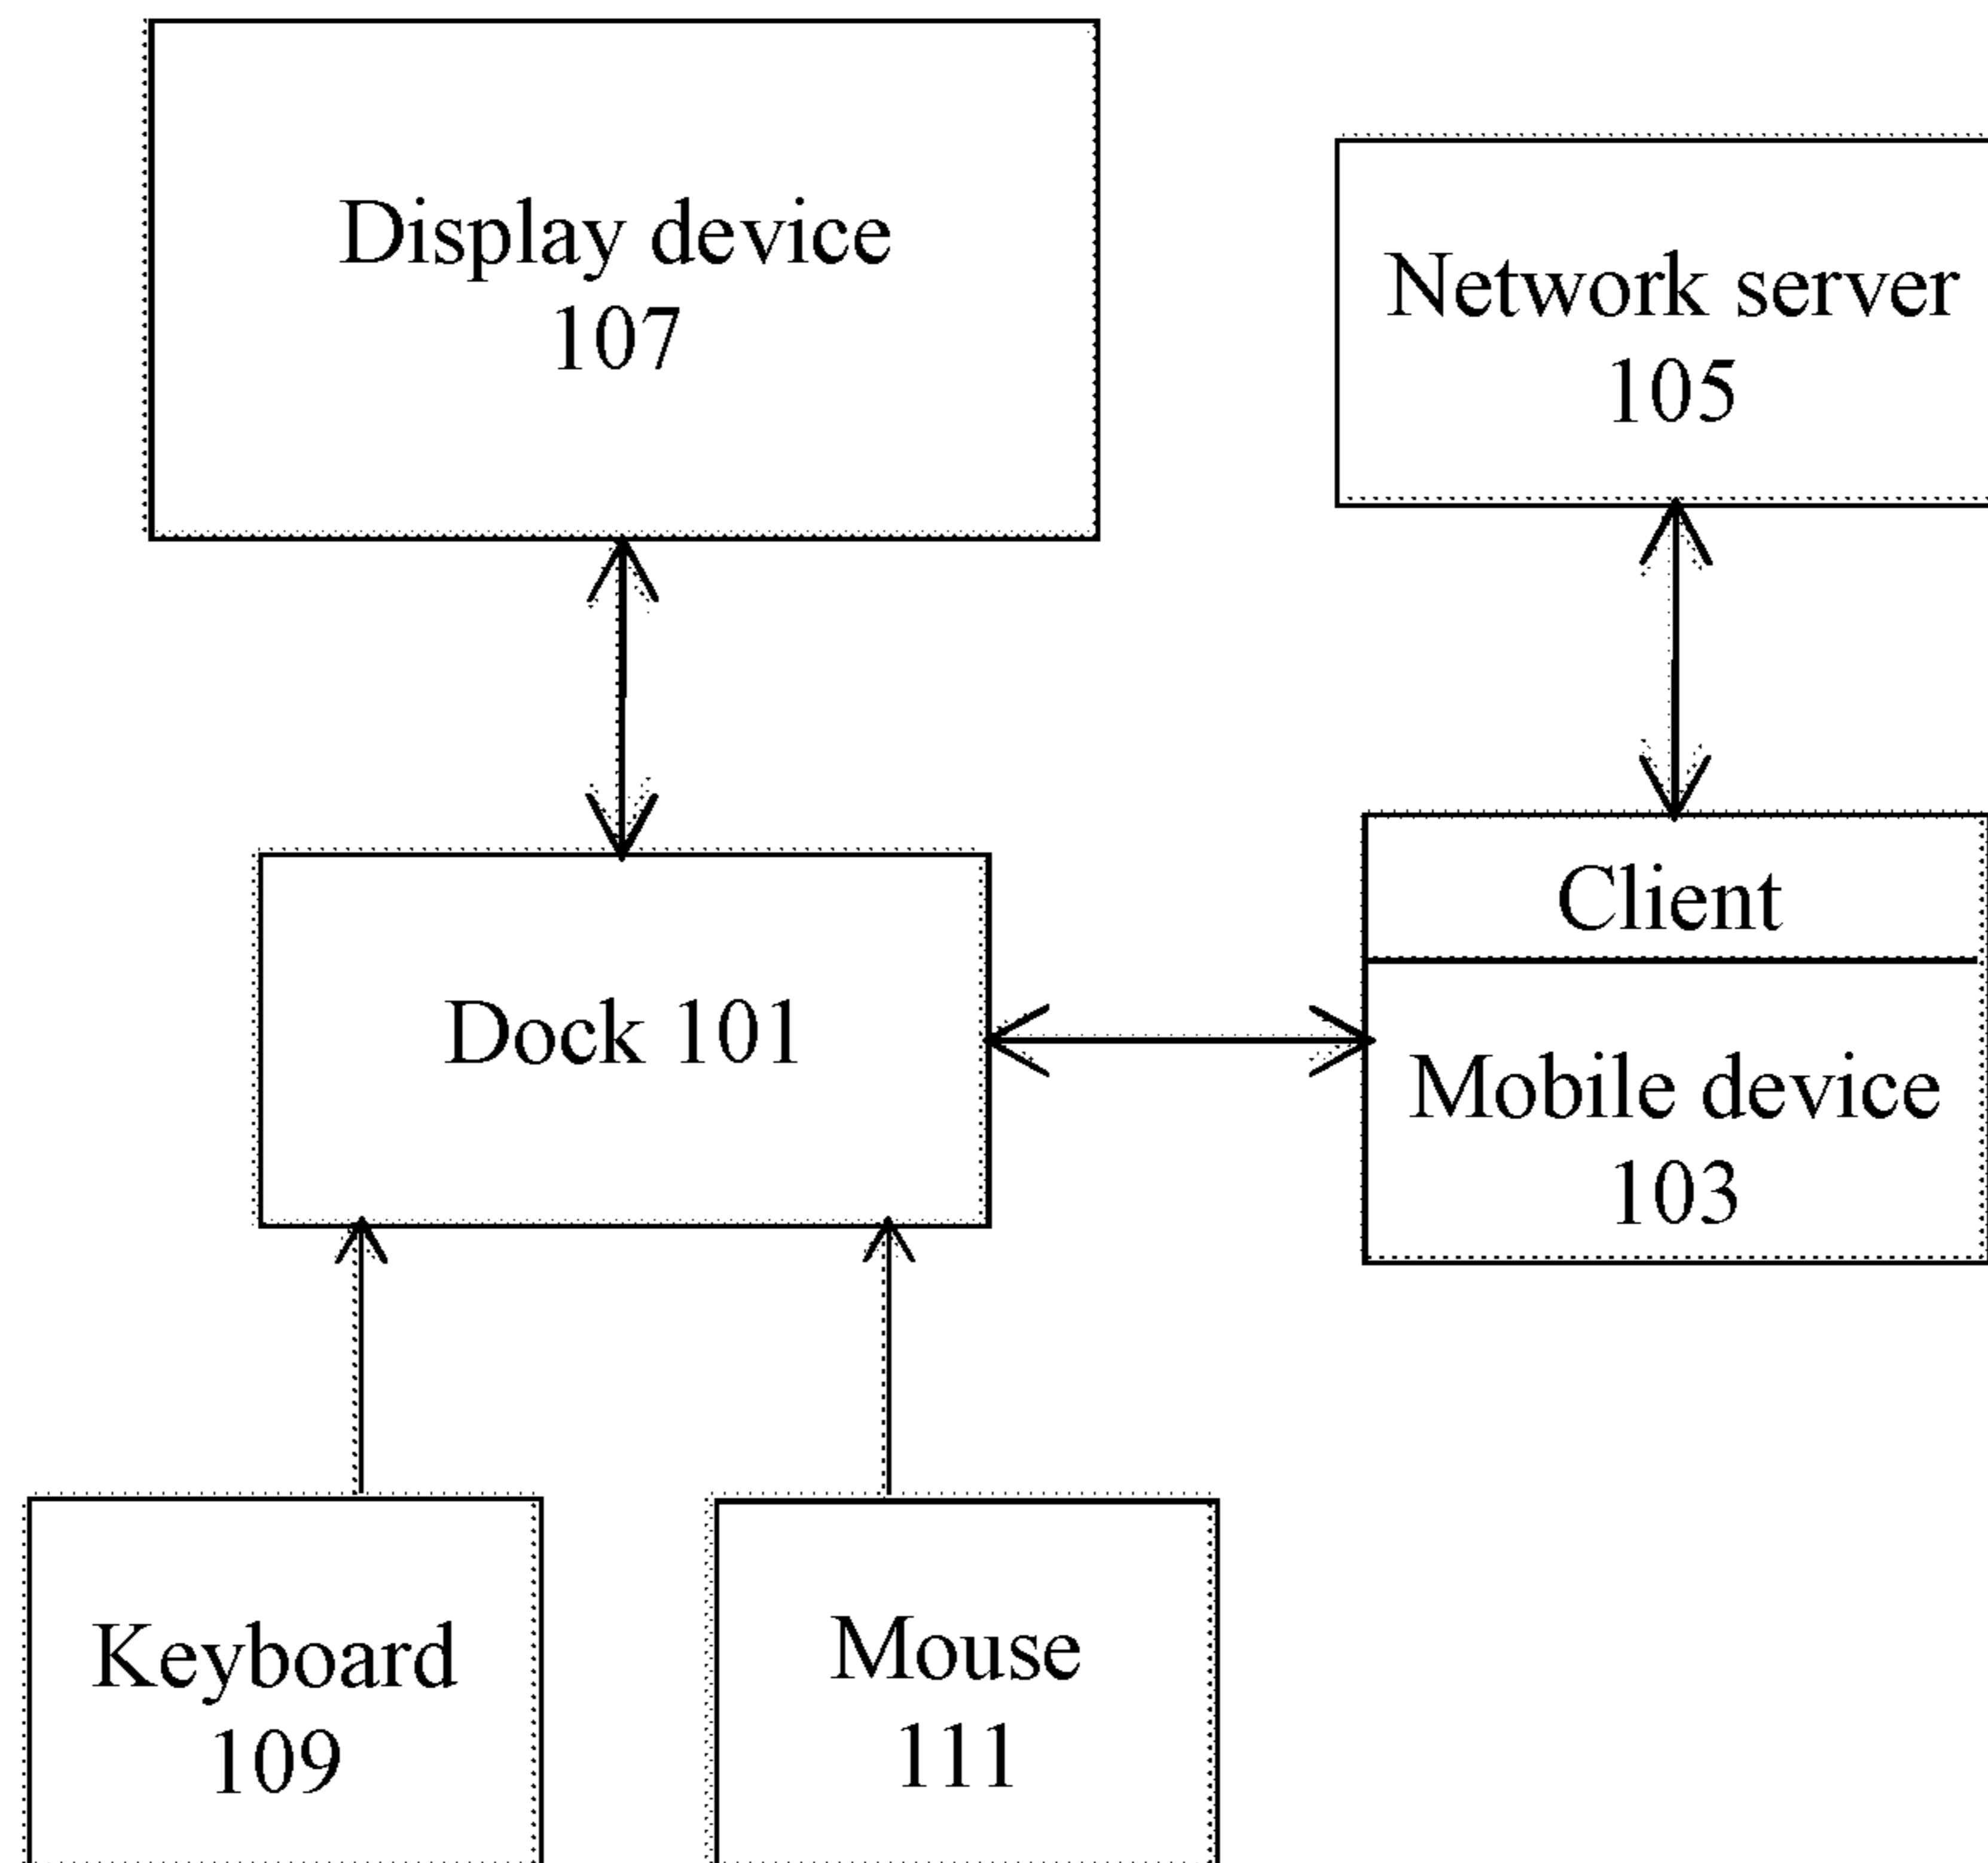 Display device
107
Network server
105
Client
Dock 101
Mobile device
103
Keyboard
109
Mouse
111